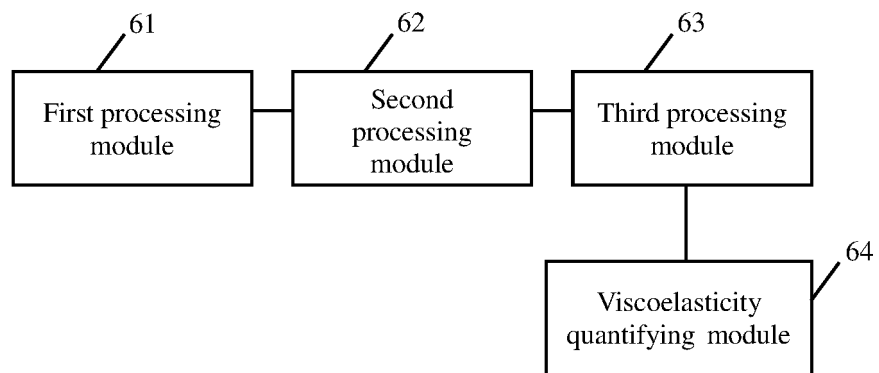 61
62
63
First processing
module
Second
processing
module
Third processing
module
64
Viscoelasticity
quantifying module